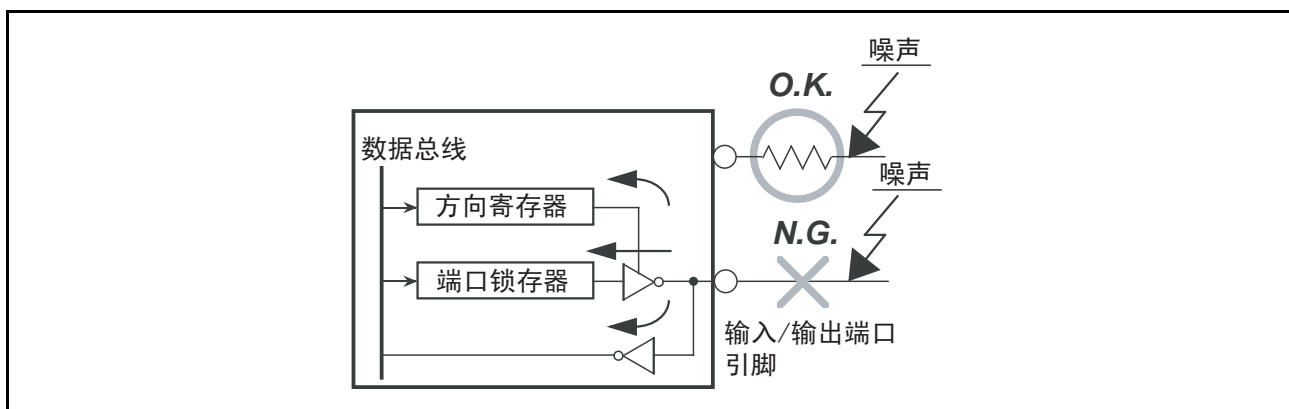 噪声
O.K.
数据总线
噪声
方向寄存器
N.G.
端口锁存器
输入/输出端口
引脚